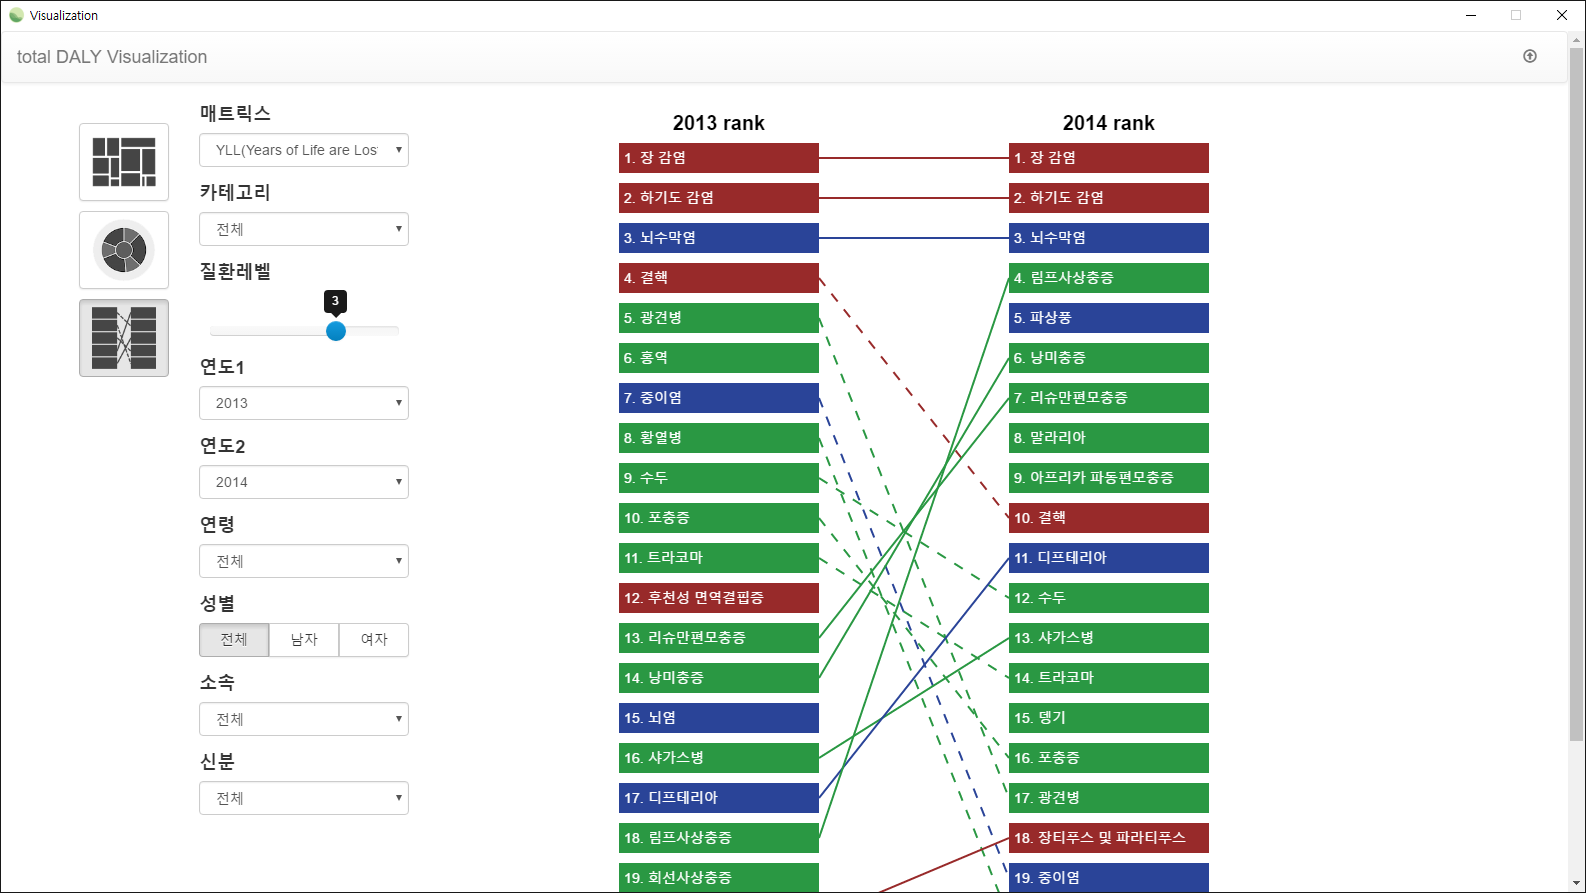 Visualization
total DALY Visualization
매트릭스
YLL(Years of Life are Los
카테고리
전체
질환레벨
3
연도1
2013
연도2
2014
연령
전체
성별
전체 남자 여자
소속
전체
신분
전체
2013 rank
1. 장 감염
2. 하기도 감염
3. 뇌수막염
4. 결핵
5. 광견병
6. 홍역
7. 중이염
8. 황열병
9. 수두
10. 포충증
11. 트라코마
12. 후천성 면역결핍증
13. 리슈만편모충증
14. 낭미충증
15. 뇌염
16. 샤가스병
17. 디프테리아
18. 림프사상충증
19. 회선사상충증
2014 rank
1. 장 감염
2. 하기도 감염
3. 뇌수막염
4. 림프사상충증
5. 파상풍
6. 낭미충증
7. 리슈만편모충증
8. 말라리아
9. 아프리카 파동편모충증
10. 결핵
11. 디프테리아
12. 수두
13. 샤가스병
14. 트라코마
15. 뎅기
16. 포충증
17. 광견병
18. 장티푸스 및 파라티푸스
19. 중이염